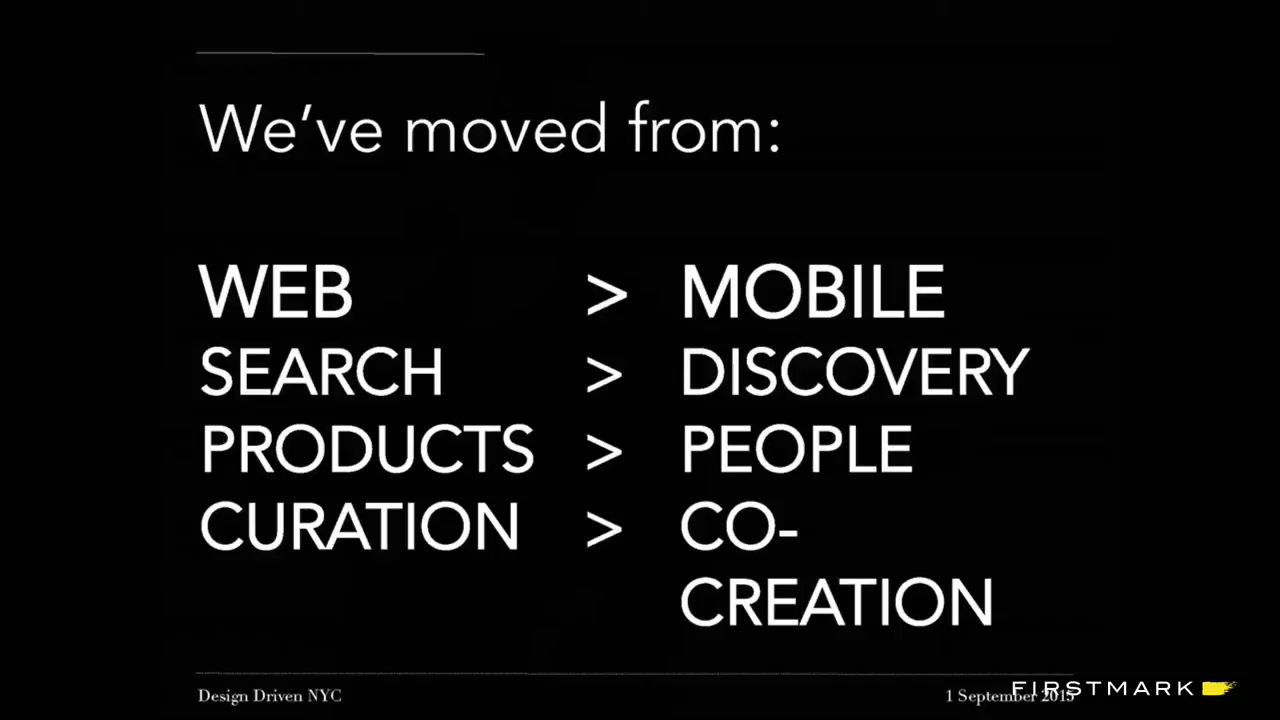 We've moved from:
WEB > MOBILE
SEARCH > DISCOVERY
PRODUCTS > PEOPLE
CURATION > CO-
CREATION
Design Driven NYC
1 September 2015
FIRSTMARK